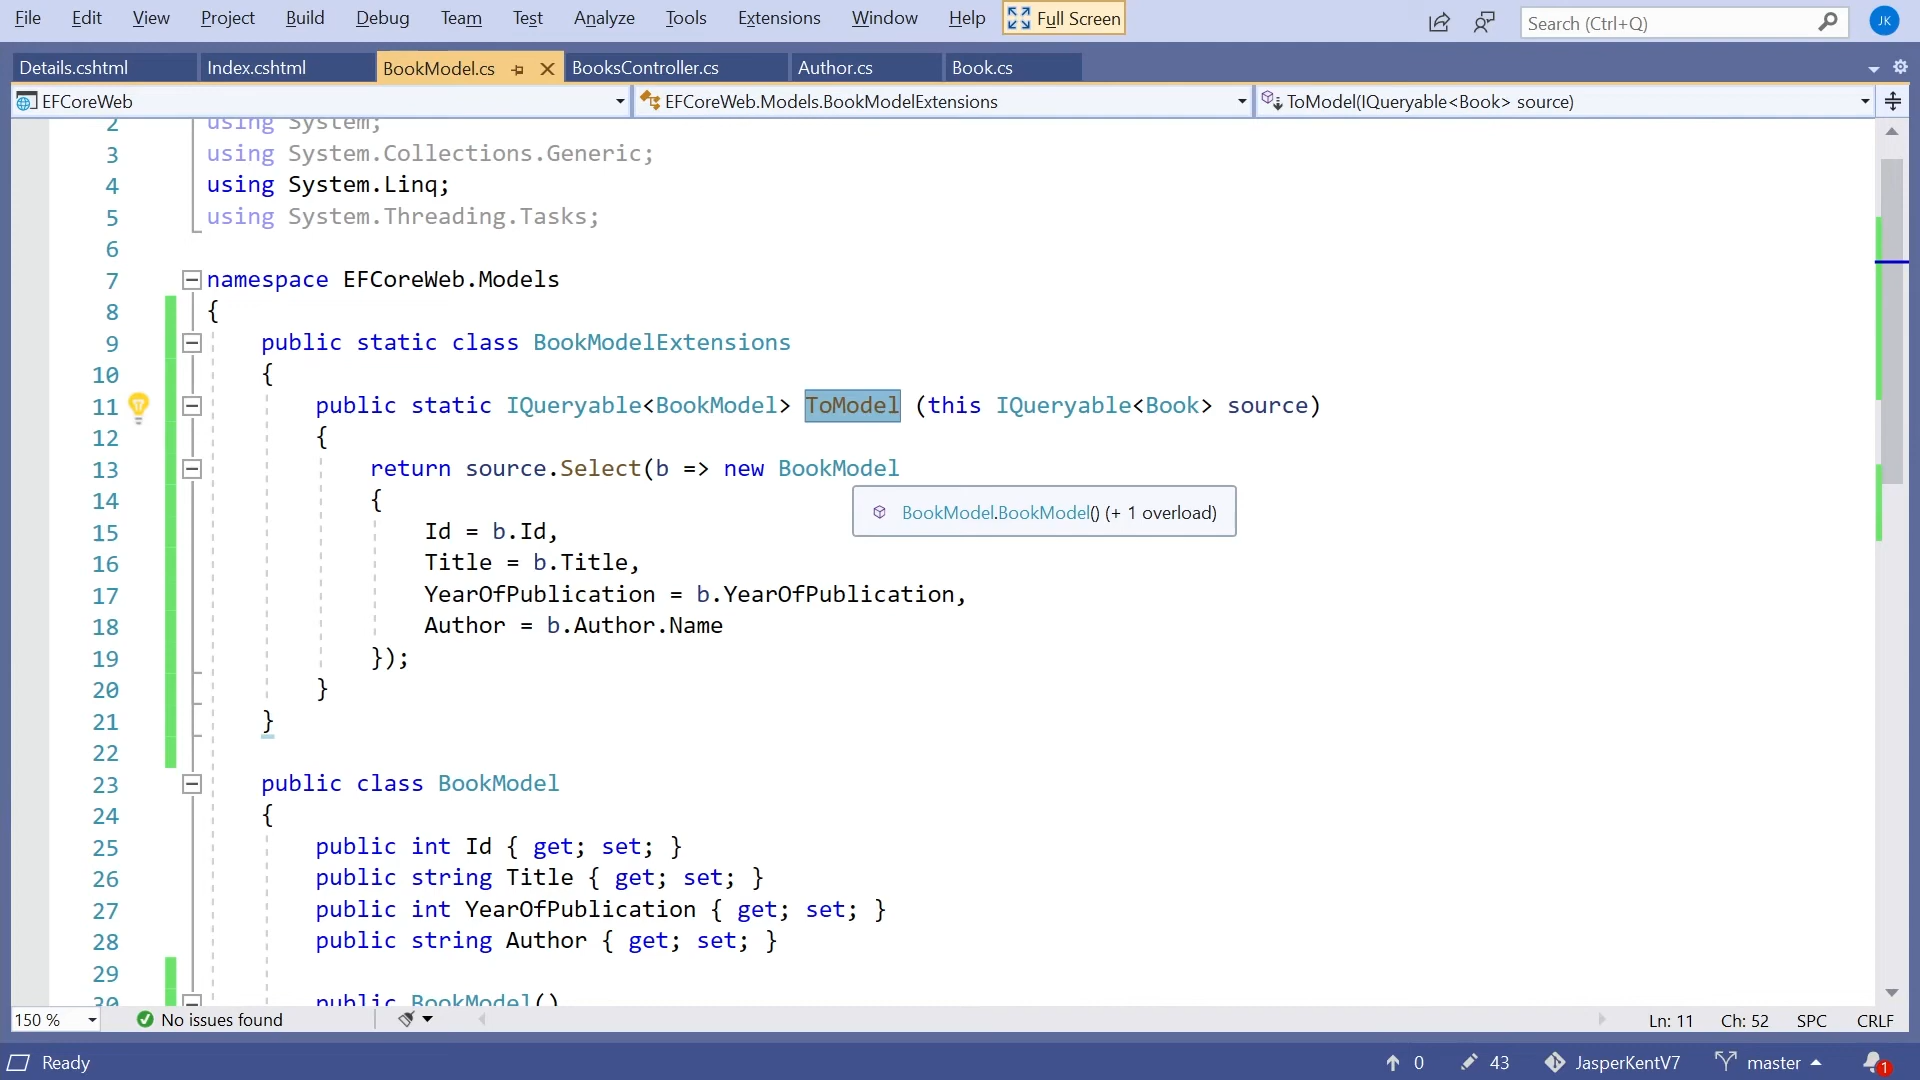 File Edit View Project Build Debug Team Test Analyze Tools Extensions Window Help Full Screen Search (Ctrl+Q) JK
Details.cshtml Index.cshtml BookModel.cs BooksController.cs Author.cs Book.cs
EFCoreWeb EFCoreWeb.Models.BookModelExtensions ToModel(IQueryable<Book> source)
2 using System;
3 using System.Collections.Generic;
4 using System.Linq;
5 using System.Threading.Tasks;
6
7 namespace EFCoreWeb.Models
8 {
9 public static class BookModelExtensions
10 {
11 public static IQueryable<BookModel> ToModel (this IQueryable<Book> source)
12 {
13 return source.Select(b => new BookModel
14 {
BookModel.BookModel() (+ 1 overload)
15 Id = b.Id,
16 Title = b.Title,
17 YearOfPublication = b.YearOfPublication,
18 Author = b.Author.Name
19 });
20 }
21 }
22
23 public class BookModel
24 {
25 public int Id { get; set; }
26 public string Title { get; set; }
27 public int YearOfPublication { get; set; }
28 public string Author { get; set; }
29
30 public BookModel()
150 % No issues found Ln: 11 Ch: 52 SPC CRLF
Ready 0 43 JasperKentV7 master 1